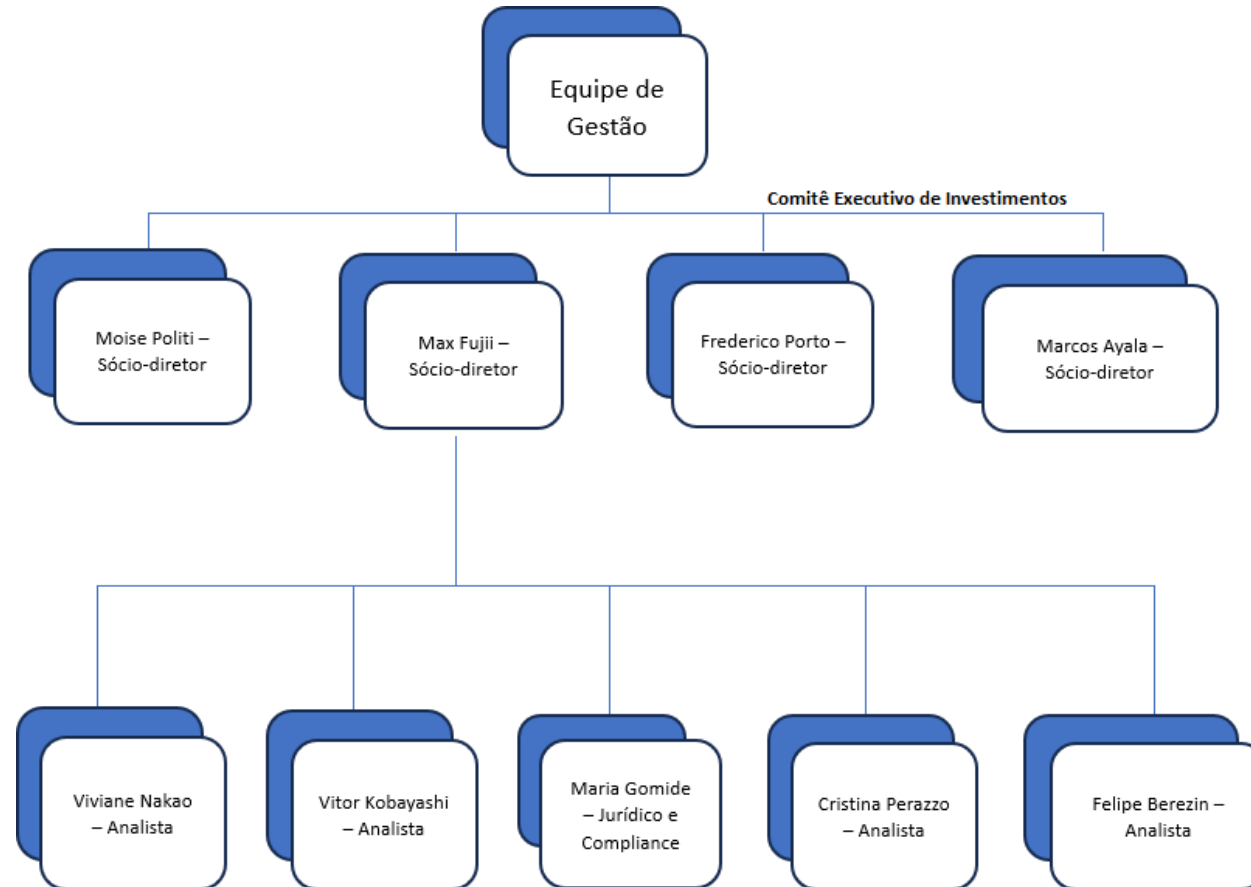 Equipe de
Gestão
Comitê Executivo de Investimentos
Moise Politi –
Sócio-diretor
Max Fujii –
Sócio-diretor
Frederico Porto –
Sócio-diretor
Marcos Ayala –
Sócio-diretor
Viviane Nakao
– Analista
Vitor Kobayashi
– Analista
Maria Gomide
– Jurídico e
Compliance
Cristina Perazzo
– Analista
Felipe Berezin –
Analista